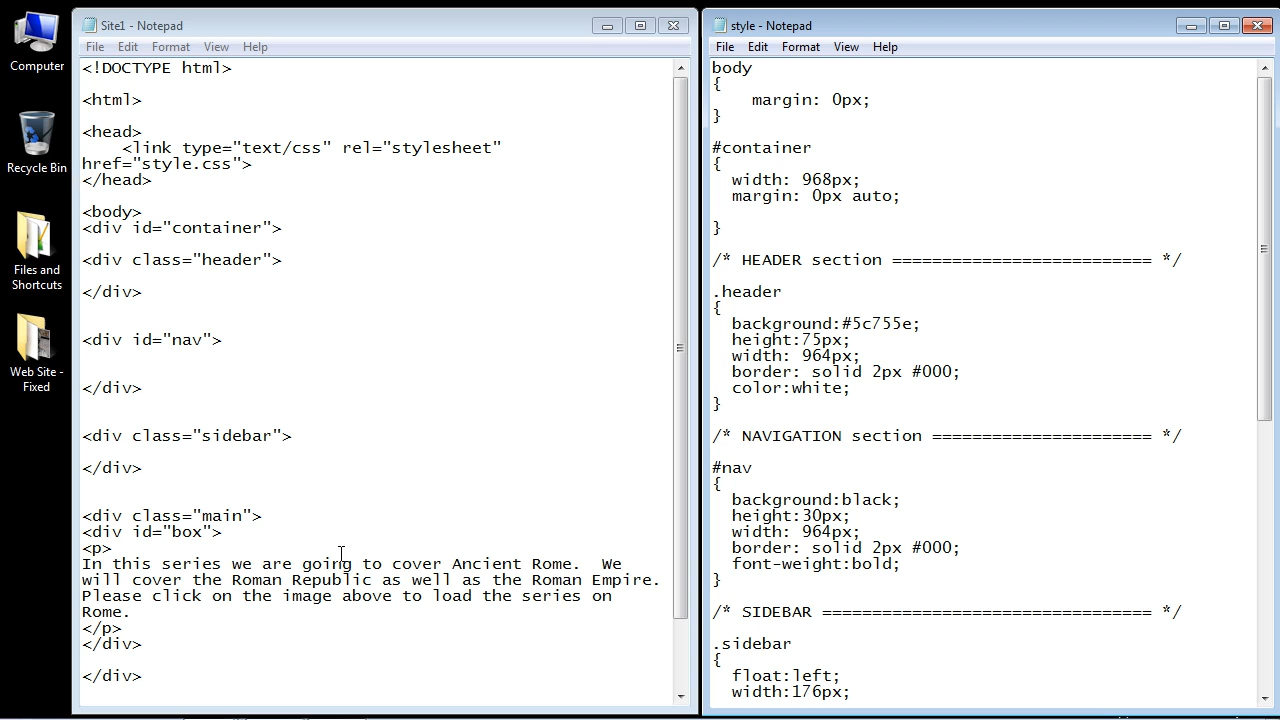 Computer
Recycle Bin
Files and
Shortcuts
Web Site -
Fixed
Site1 - Notepad
File Edit Format View Help
<!DOCTYPE html>
<html>
<head>
<link type="text/css" rel="stylesheet"
href="style.css">
</head>
<body>
<div id="container">
<div class="header">
</div>
<div id="nav">
</div>
<div class="sidebar">
</div>
<div class="main">
<div id="box">
<p>
In this series we are going to cover Ancient Rome.  We
will cover the Roman Republic as well as the Roman Empire.
Please click on the image above to load the series on
Rome.
</p>
</div>
</div>
style - Notepad
File Edit Format View Help
body
{
margin: 0px;
}
#container
{
width: 968px;
margin: 0px auto;
}
/* HEADER section ========================== */
.header
{
background:#5c755e;
height:75px;
width: 964px;
border: solid 2px #000;
color:white;
}
/* NAVIGATION section ====================== */
#nav
{
background:black;
height:30px;
width: 964px;
border: solid 2px #000;
font-weight:bold;
}
/* SIDEBAR ================================= */
.sidebar
{
float:left;
width:176px;